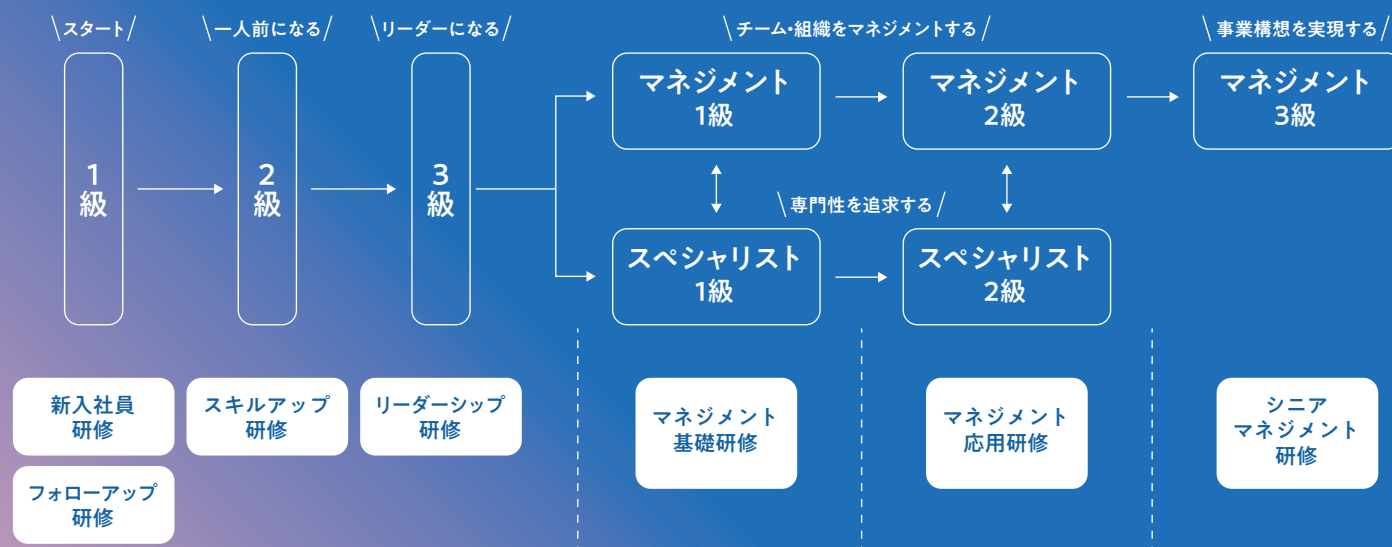 スタート
一人前になる
リーダーになる
チーム・組織をマネジメントする
事業構想を実現する
1
級
2
級
3
級
マネジメント
1級
マネジメント
2級
マネジメント
3級
専門性を追求する
スペシャリスト
1級
スペシャリスト
2級
新入社員
研修
スキルアップ
研修
リーダーシップ
研修
マネジメント
基礎研修
マネジメント
応用研修
シニア
マネジメント
研修
フォローアップ
研修